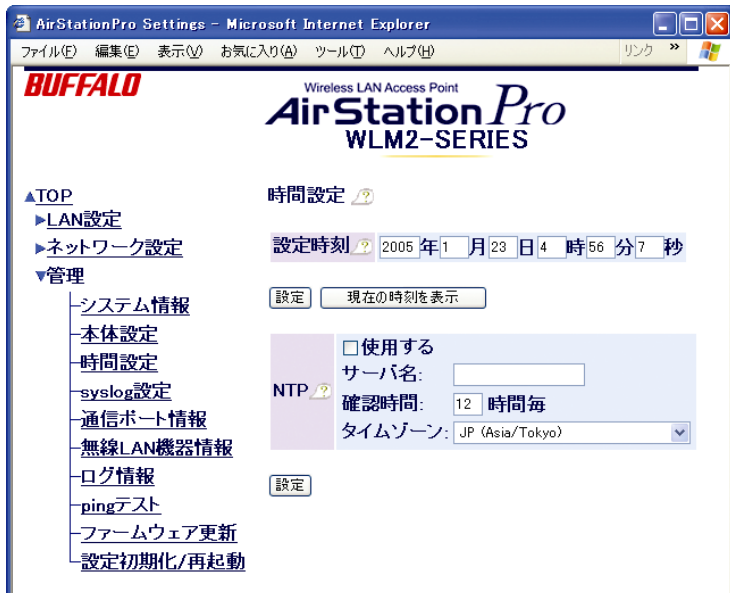 AirStationPro Settings - Microsoft Internet Explorer
ファイル(F) 編集(E) 表示(V) お気に入り(A) ツール(T) ヘルプ(H) リンク »
BUFFALO
Wireless LAN Access Point
AirStation Pro
WLM2-SERIES
▲TOP
▶LAN設定
▶ネットワーク設定
▼管理
システム情報
本体設定
時間設定
syslog設定
通信ポート情報
無線LAN機器情報
ログ情報
pingテスト
ファームウェア更新
設定初期化/再起動
時間設定 ?
設定時刻 ? 2005 年 1 月 23 日 4 時 56 分 7 秒
設定 現在の時刻を表示
NTP ?
使用する
サーバ名:
確認時間: 12 時間毎
タイムゾーン: JP (Asia/Tokyo)
設定